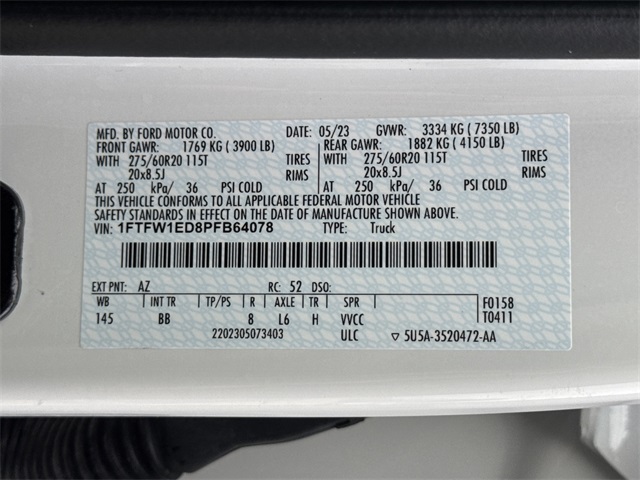 MFD. BY FORD MOTOR CO. DATE: 05/23 GVWR: 3334 KG ( 7350 LB)
FRONT GAWR: 1769 KG ( 3900 LB) REAR GAWR: 1882 KG ( 4150 LB)
WITH 275/60R20 115T TIRES WITH 275/60R20 115T TIRES
20x8.5J RIMS 20x8.5J RIMS
AT 250 kPa/ 36 PSI COLD AT 250 kPa/ 36 PSI COLD
THIS VEHICLE CONFORMS TO ALL APPLICABLE FEDERAL MOTOR VEHICLE
SAFETY STANDARDS IN EFFECT ON THE DATE OF MANUFACTURE SHOWN ABOVE.
VIN: 1FTFW1ED8PFB64078 TYPE: Truck
EXT PNT: AZ RC: 52 DSO:
WB INT TR TP/PS R AXLE TR SPR F0158
145 BB 8 L6 H VVCC T0411
2202305073403 ULC ▽ 5U5A-3520472-AA